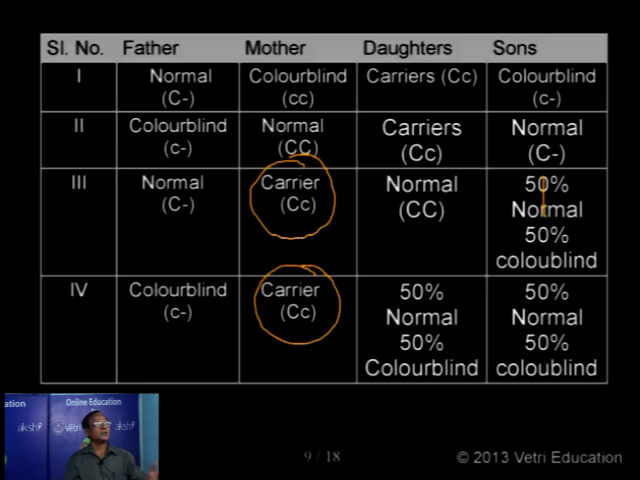 Sl. No. Father Mother Daughters Sons
I Normal Colourblind Carriers (Cc) Colourblind
(C-) (cc) (c-)
II Colourblind Normal Carriers Normal
(c-) (CC) (Cc) (C-)
III Normal Carrier Normal 50%
(C-) (Cc) (CC) Normal
50%
coloublind
IV Colourblind Carrier 50% 50%
(c-) (Cc) Normal Normal
50% 50%
Colourblind coloublind
Online Education
9 / 18
© 2013 Vetri Education